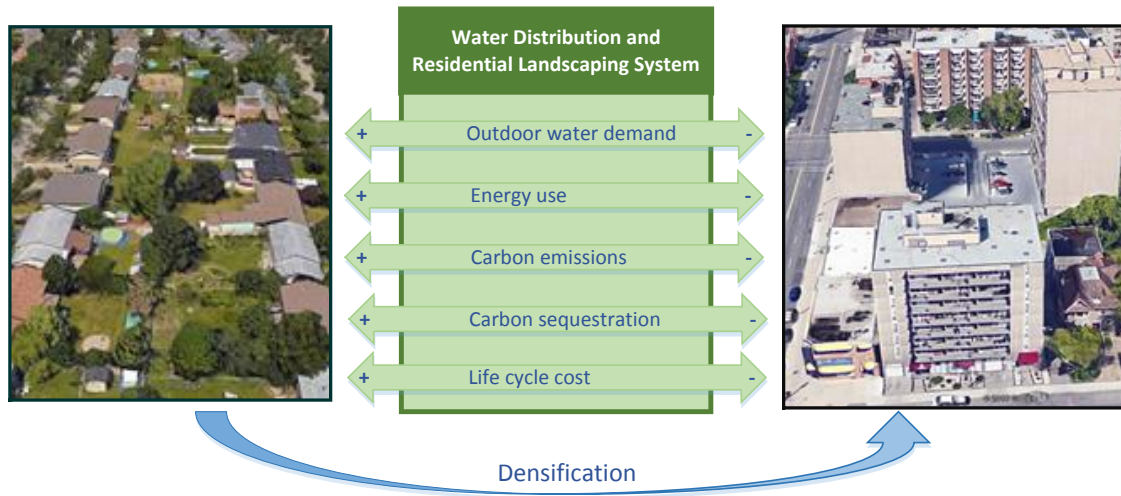 Water Distribution and
Residential Landscaping System
+ Outdoor water demand -
+ Energy use -
+ Carbon emissions -
+ Carbon sequestration -
+ Life cycle cost -
Densification